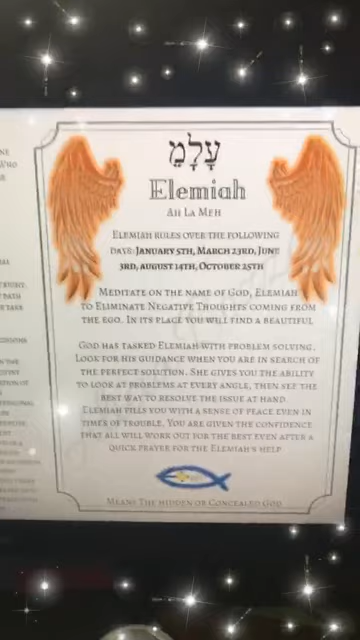 עָלָמֵ
Elemiah
Ah La Meh
Elemiah rules over the following
days: January 5th, March 23rd, June
3rd, August 14th, October 25th
Meditate on the name of God, Elemiah
to Eliminate Negative Thoughts coming from
the ego. In its place you will find a beautiful
God has tasked Elemiah with problem solving.
Look for his guidance when you are in search of
the perfect solution. She gives you the ability
to look at problems at every angle, then see the
best way to resolve the issue at hand.
Elemiah fills you with a sense of peace even in
times of trouble. You are given the confidence
that all will work out for the best even after a
quick prayer for the Elemiah's help
Means The hidden or Concealed God